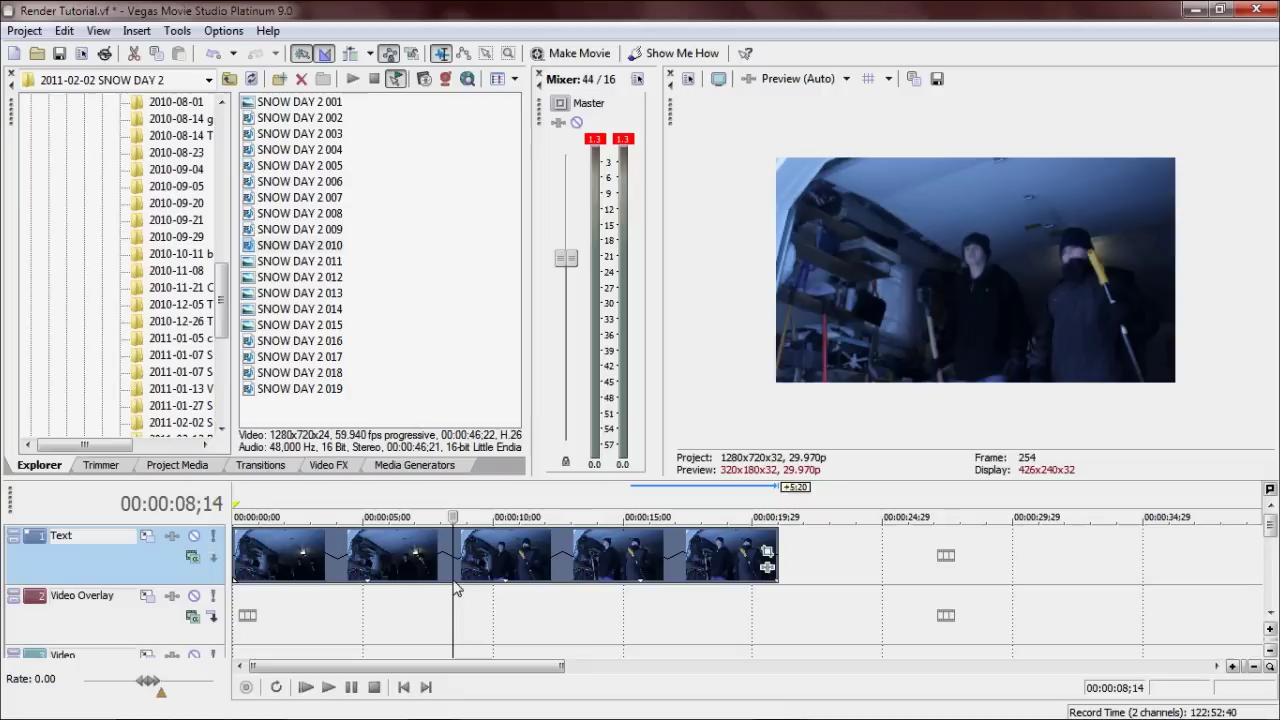 Render Tutorial.vf * - Vegas Movie Studio Platinum 9.0
Project Edit View Insert Tools Options Help
Make Movie Show Me How
2011-02-02 SNOW DAY 2
Mixer: 44 / 16
Preview (Auto)
Master
2010-08-01
2010-08-14 g
2010-08-14 T
2010-08-23
2010-09-04
2010-09-05
2010-09-20
2010-09-21
2010-09-29
2010-10-11 b
2010-11-08
2010-11-21 C
2010-12-05 T
2010-12-26 T
2011-01-05 c
2011-01-07 S
2011-01-07 S
2011-01-13 V
2011-01-27 S
2011-02-02 S
SNOW DAY 2 001
SNOW DAY 2 002
SNOW DAY 2 003
SNOW DAY 2 004
SNOW DAY 2 005
SNOW DAY 2 006
SNOW DAY 2 007
SNOW DAY 2 008
SNOW DAY 2 009
SNOW DAY 2 010
SNOW DAY 2 011
SNOW DAY 2 012
SNOW DAY 2 013
SNOW DAY 2 014
SNOW DAY 2 015
SNOW DAY 2 016
SNOW DAY 2 017
SNOW DAY 2 018
SNOW DAY 2 019
Video: 1280x720x24, 59.940 fps progressive, 00:00:46;22, H.26
Audio: 48,000 Hz, 16 Bit, Stereo, 00:00:46;21, 16-bit Little Endia
1.3 1.3
3
6
9
12
15
18
21
24
27
30
33
36
39
42
45
48
51
54
57
0.0 0.0
Project: 1280x720x32, 29.970p
Preview: 320x180x32, 29.970p
Frame: 254
Display: 426x240x32
Explorer Trimmer Project Media Transitions Video FX Media Generators
+5:20
00:00:08;14
00:00:00;00 00:00:05;00 00:00:10;00 00:00:15;00 00:00:19;29 00:00:24;29 00:00:29;29 00:00:34;29
1 Text
2 Video Overlay
3 Video
Rate: 0.00
00:00:08;14
Record Time (2 channels): 122:52:40